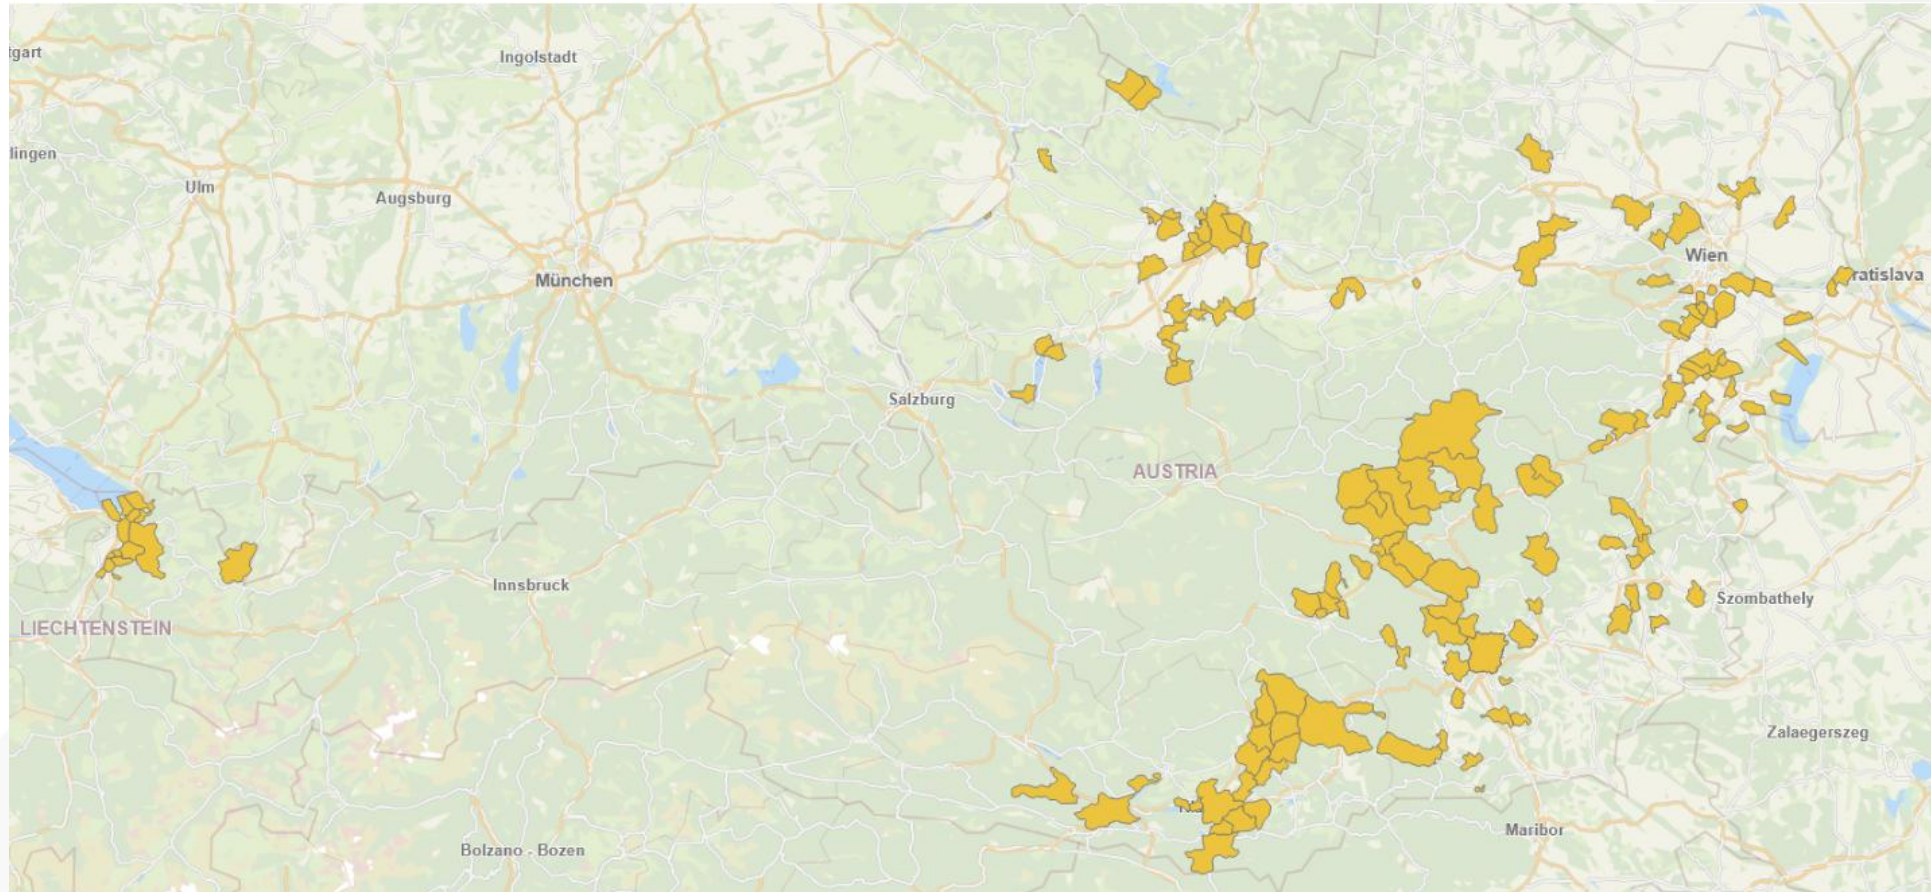 tgart
Ingolstadt
lingen
Ulm
Augsburg
München
Wien
ratislava
Salzburg
AUSTRIA
Innsbruck
LIECHTENSTEIN
Szombathely
Zalaegerszeg
Maribor
Bolzano - Bozen